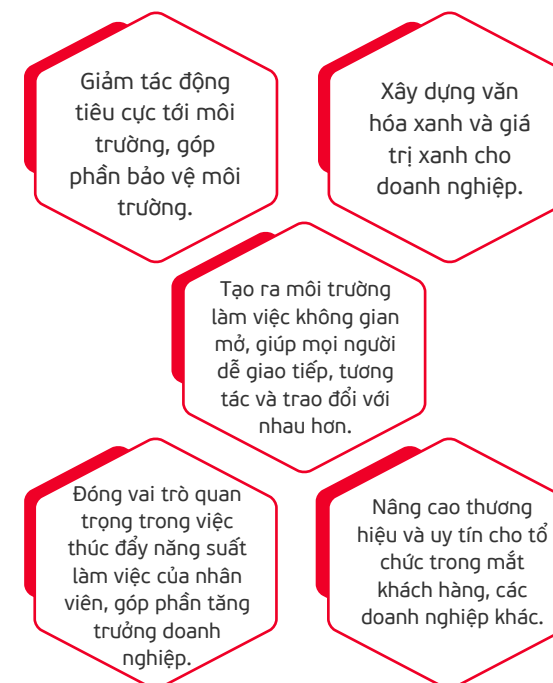 Giảm tác động
tiêu cực tới môi
trường, góp
phần bảo vệ môi
trường.
Xây dựng văn
hóa xanh và giá
trị xanh cho
doanh nghiệp.
Tạo ra môi trường
làm việc không gian
mở, giúp mọi người
dễ giao tiếp, tương
tác và trao đổi với
nhau hơn.
Đóng vai trò quan
trọng trong việc
thúc đẩy năng suất
làm việc của nhân
viên, góp phần tăng
trưởng doanh
nghiệp.
Nâng cao thương
hiệu và uy tín cho tổ
chức trong mắt
khách hàng, các
doanh nghiệp khác.